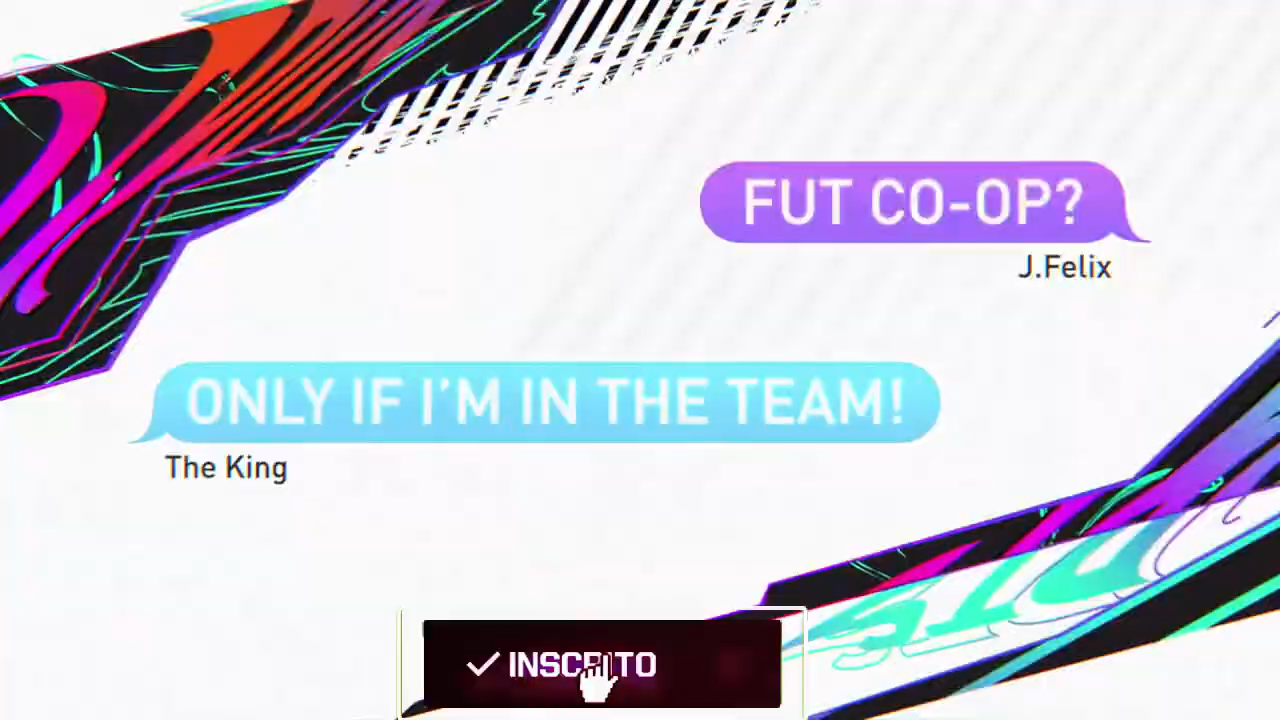 FUT CO-OP?
J.Felix
ONLY IF I'M IN THE TEAM!
The King
INSCRITO